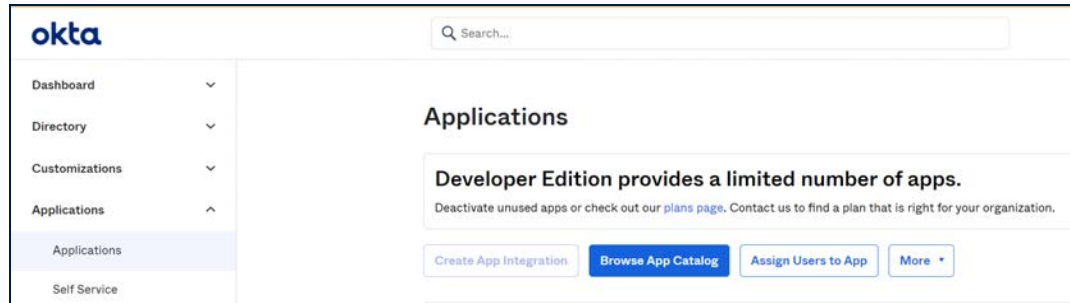 okta
Search...
Dashboard
Directory
Customizations
Applications
Applications
Self Service
Applications
Developer Edition provides a limited number of apps.
Deactivate unused apps or check out our plans page. Contact us to find a plan that is right for your organization.
Create App Integration
Browse App Catalog
Assign Users to App
More